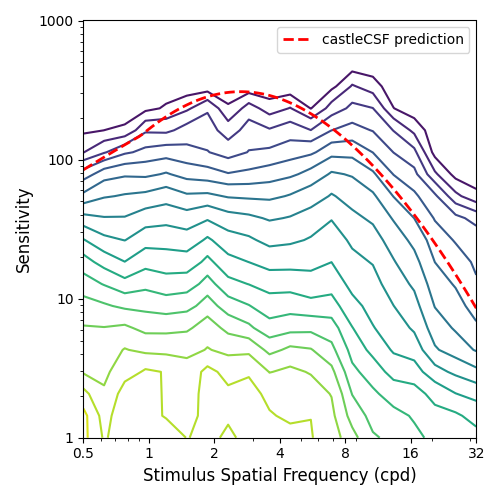 1000
castleCSF prediction
100
Sensitivity
10
1
0.5 1 2 4 8 16 32
Stimulus Spatial Frequency (cpd)